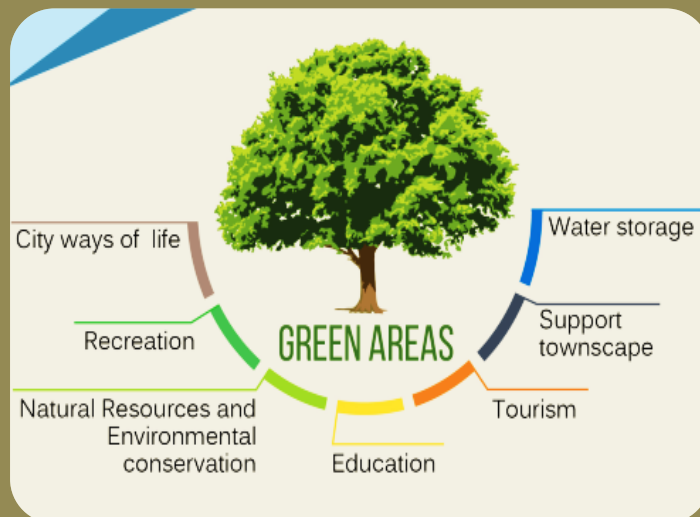 City ways of life
Water storage
Recreation
GREEN AREAS
Support
townscape
Natural Resources and
Environmental
conservation
Education
Tourism